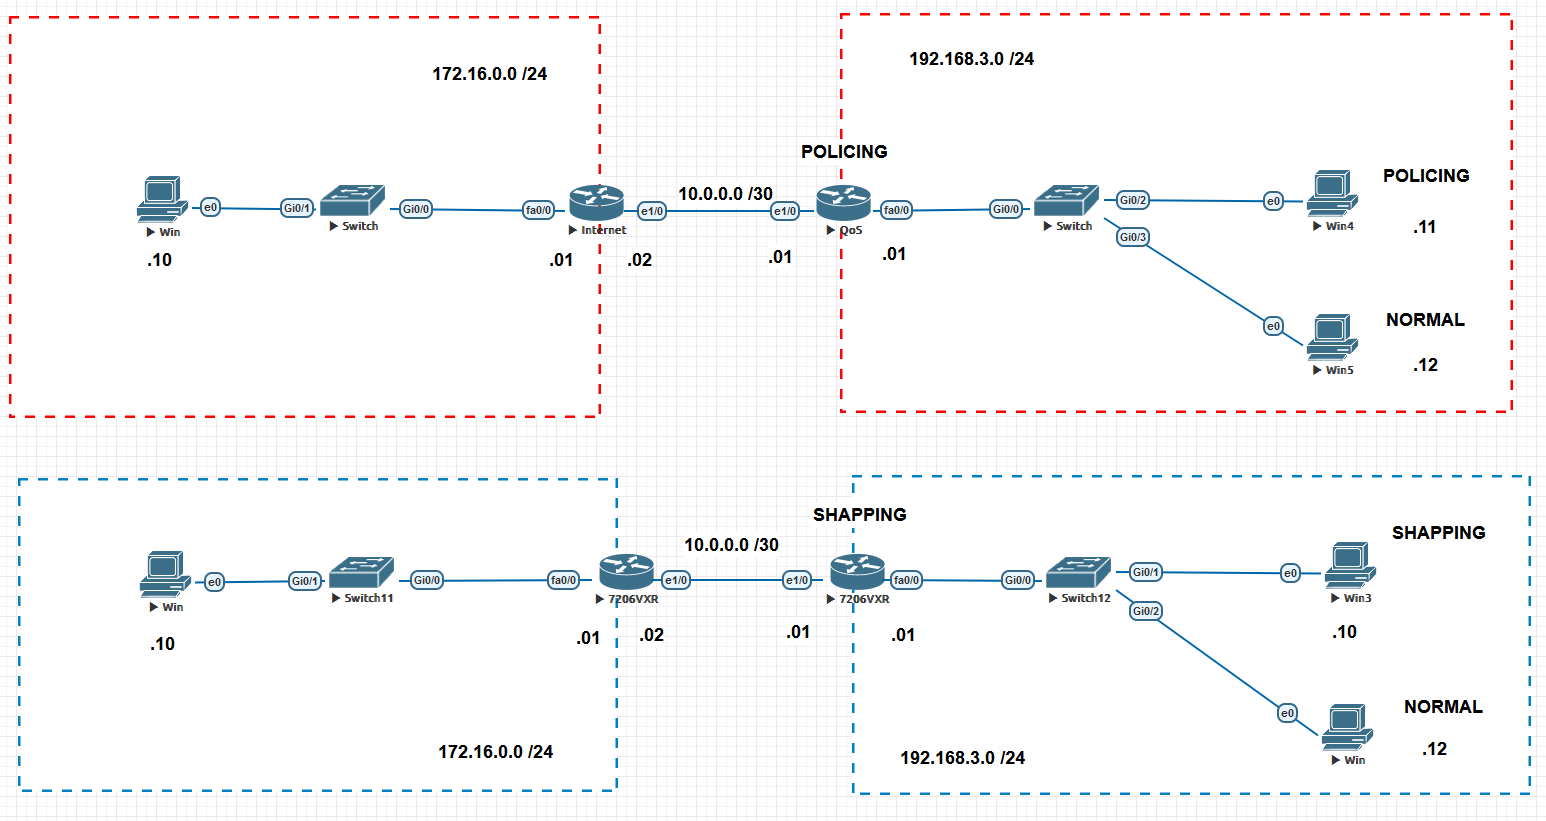 172.16.0.0 /24
192.168.3.0 /24
POLICING
10.0.0.0 /30
POLICING
e0
Gi0/1
Gi0/0
fa0/0
e1/0
e1/0
fa0/0
Gi0/0
Gi0/2
e0
Win
Switch
Internet
QoS
Switch
Win4
.11
Gi0/3
.10
.01
.02
.01
.01
NORMAL
e0
Win5
.12
SHAPPING
10.0.0.0 /30
SHAPPING
e0
Gi0/1
Gi0/0
fa0/0
e1/0
e1/0
fa0/0
Gi0/0
Gi0/1
e0
Win
Switch11
7206VXR
7206VXR
Switch12
Win3
Gi0/2
.10
.01
.02
.01
.01
.10
NORMAL
e0
172.16.0.0 /24
192.168.3.0 /24
Win
.12